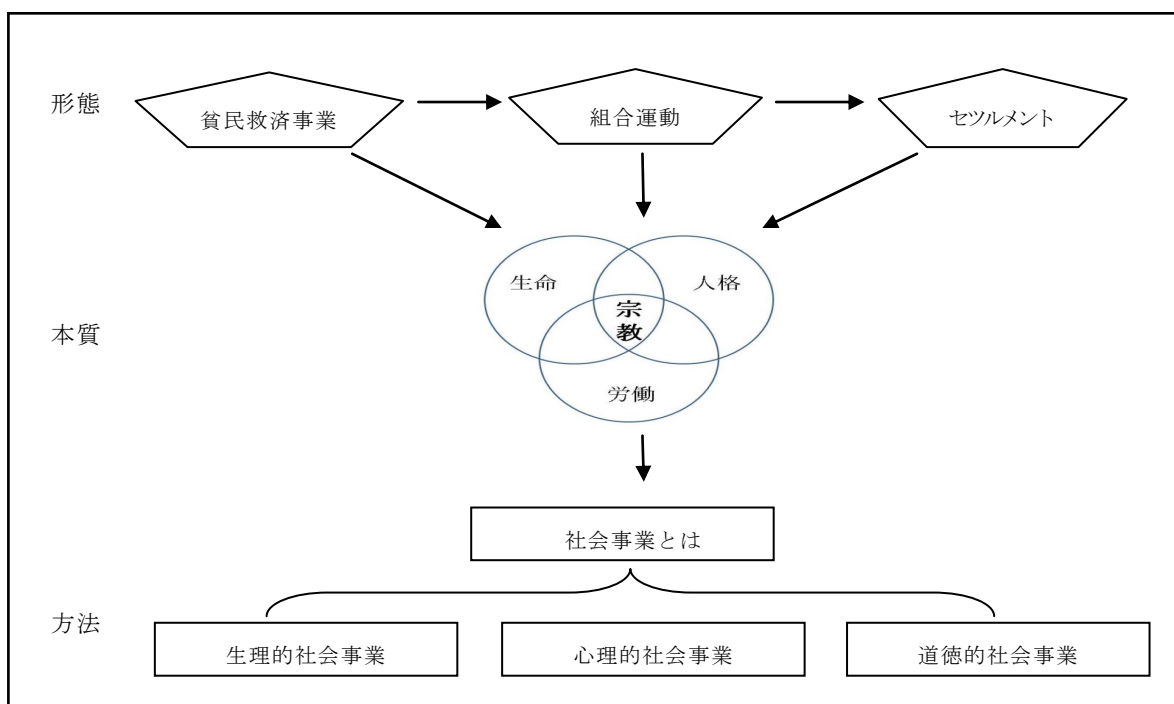 形態
貧民救済事業
組合運動
セツルメント
本質
生命
人格
宗
教
労働
社会事業とは
方法
生理的社会事業
心理的社会事業
道徳的社会事業